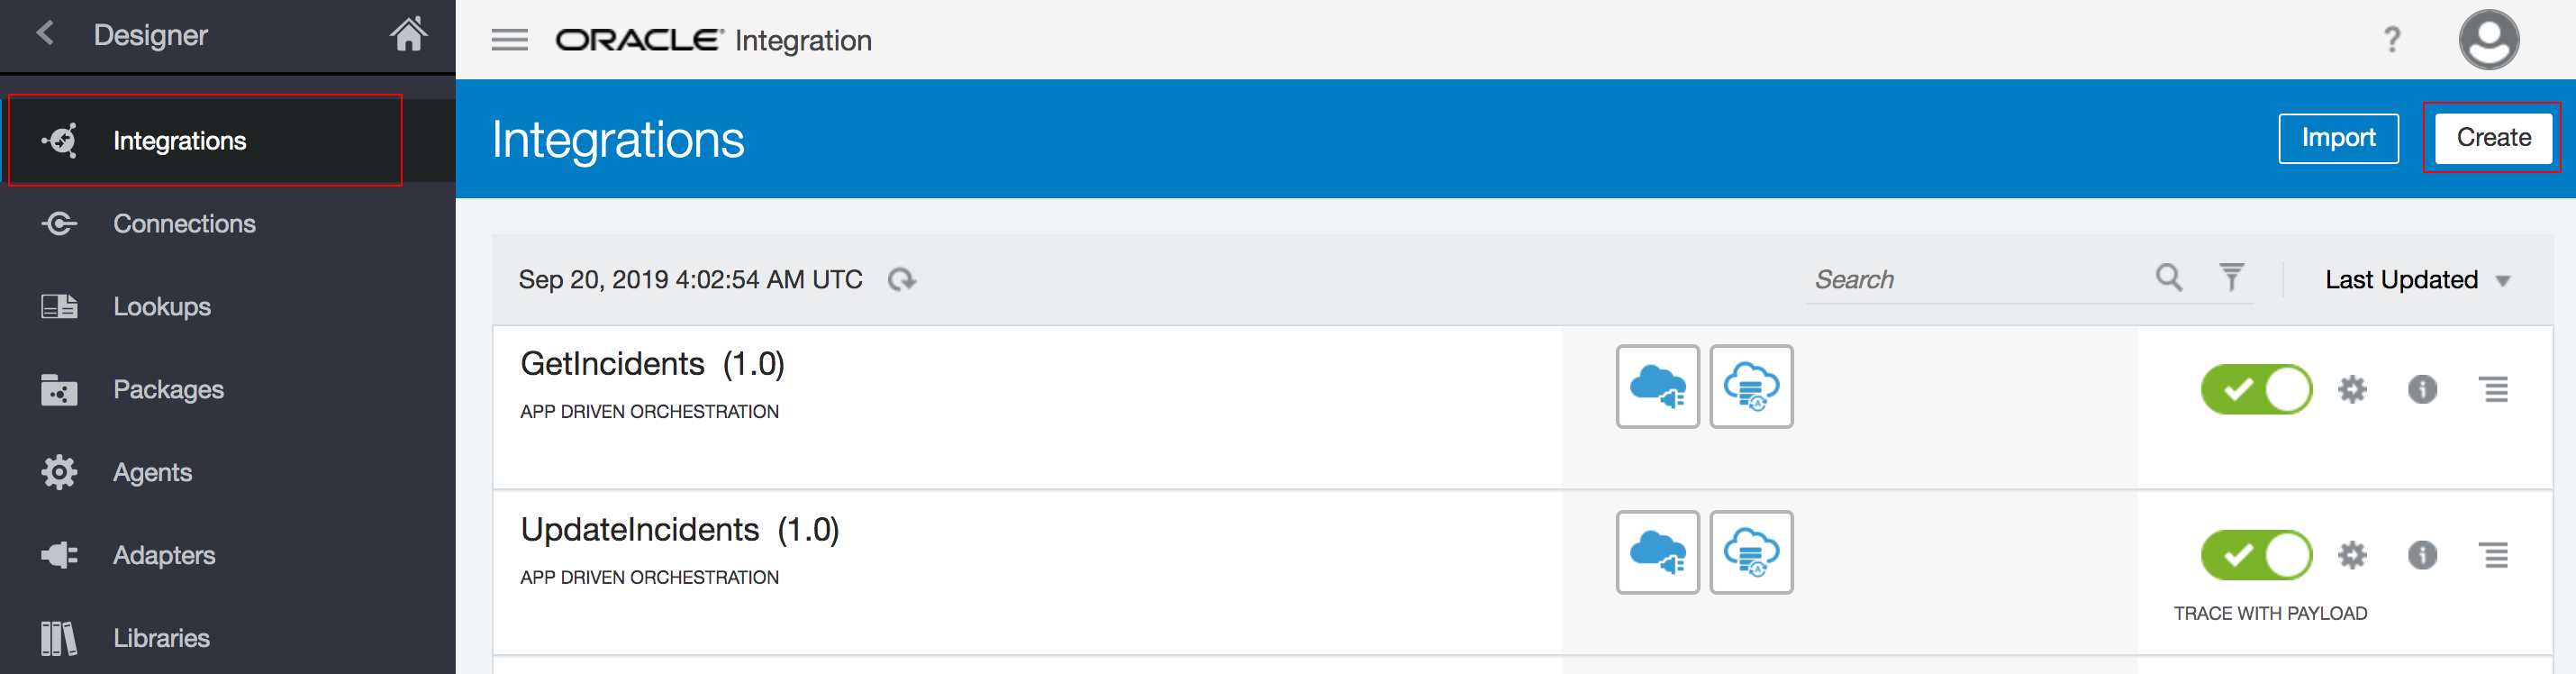 Designer
Integrations
Connections
Lookups
Packages
Agents
Adapters
Libraries
ORACLE Integration
?
Integrations
Import
Create
Sep 20, 2019 4:02:54 AM UTC
Search
Last Updated
GetIncidents (1.0)
APP DRIVEN ORCHESTRATION
UpdateIncidents (1.0)
APP DRIVEN ORCHESTRATION
TRACE WITH PAYLOAD